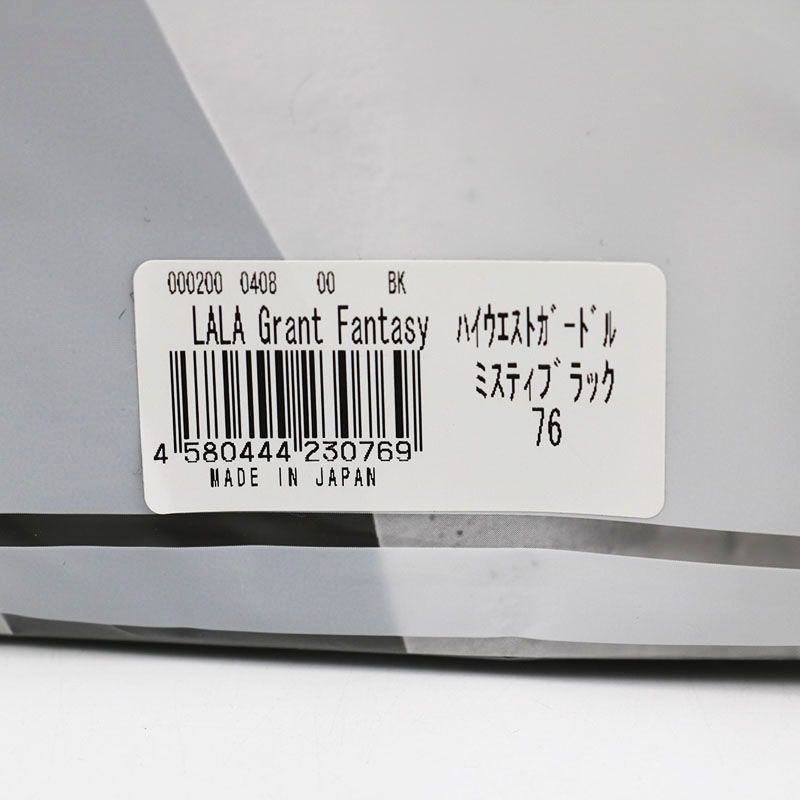 000200 0408 00 BK
LALA Grant Fantasy ハイウエストガードル
ミスティブラック
76
4 580444 230769
MADE IN JAPAN